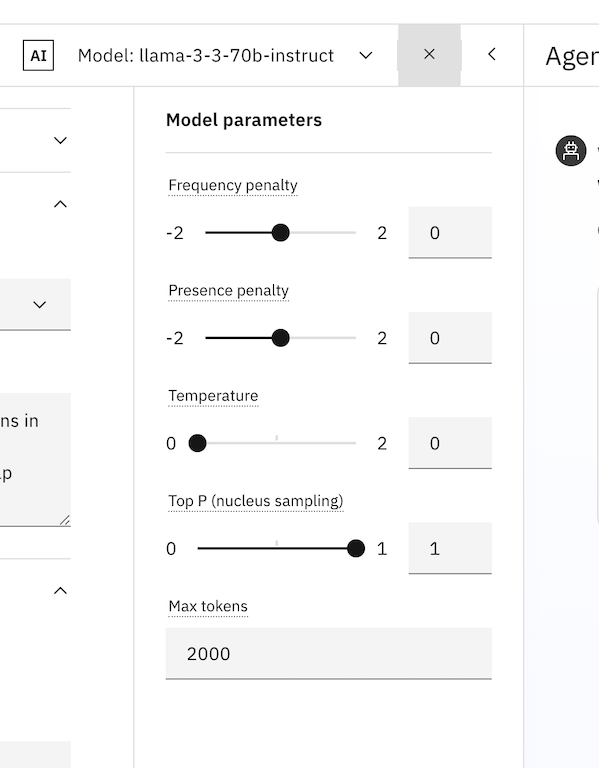 AI Model: llama-3-3-70b-instruct
Agen
Model parameters
Frequency penalty
-2 2 0
Presence penalty
-2 2 0
ns in
Temperature
0 2 0
Top P (nucleus sampling)
0 1 1
Max tokens
2000